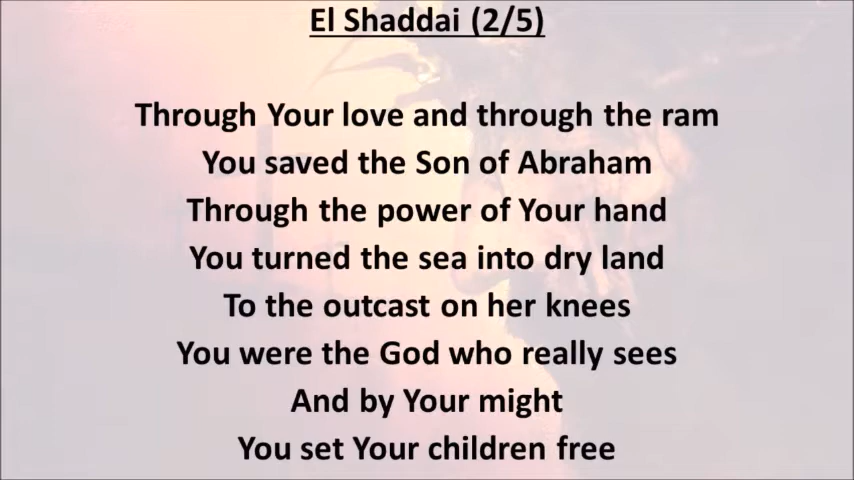 El Shaddai (2/5)
Through Your love and through the ram
You saved the Son of Abraham
Through the power of Your hand
You turned the sea into dry land
To the outcast on her knees
You were the God who really sees
And by Your might
You set Your children free